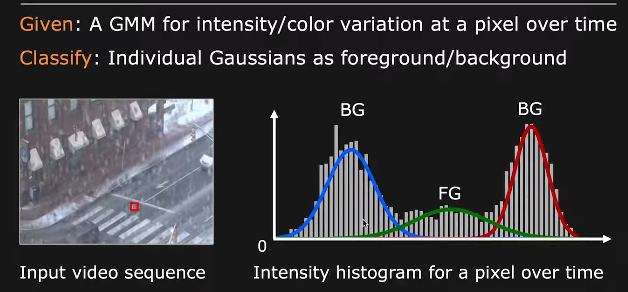 Given: A GMM for intensity/color variation at a pixel over time
Classify: Individual Gaussians as foreground/background
BG
BG
FG
0
Input video sequence
Intensity histogram for a pixel over time